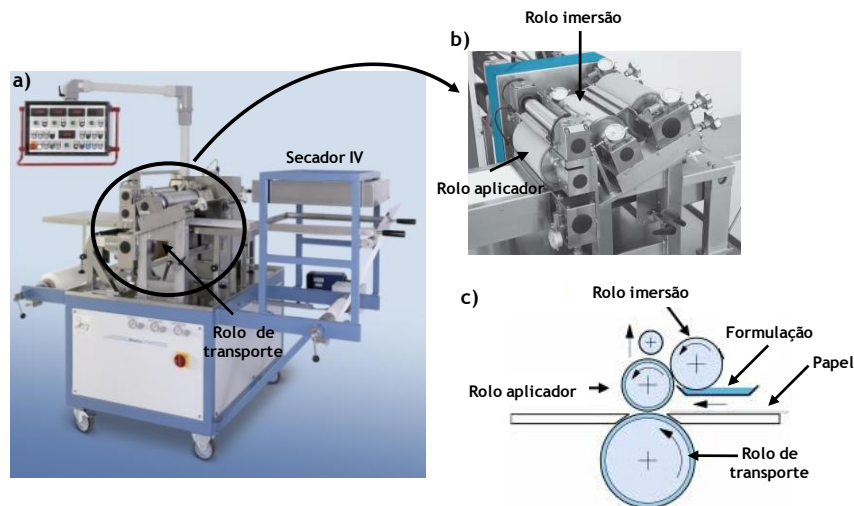 a)
Secador IV
Rolo de
transporte
b)
Rolo imersão
Rolo aplicador
c)
Rolo imersão
Formulação
Papel
Rolo aplicador
Rolo de
transporte